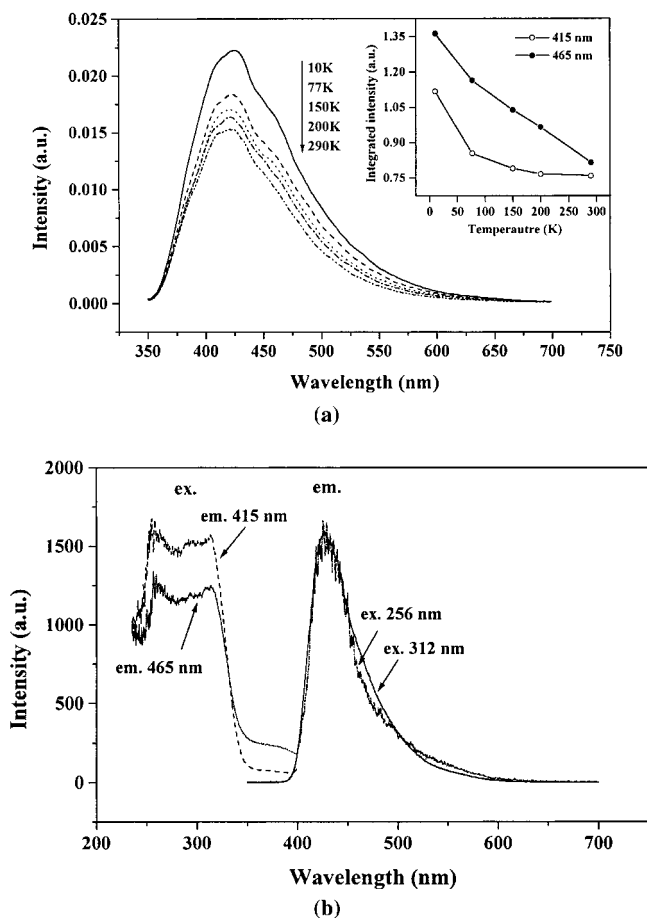 0.025
0.020
0.015
0.010
0.005
0.000
Intensity (a.u.)
350 400 450 500 550 600 650 700 750
Wavelength (nm)
10K
77K
150K
200K
290K
1.35
1.20
1.05
0.90
0.75
Integrated intensity (a.u.)
415 nm
465 nm
0 50 100 150 200 250 300
Temperautre (K)
(a)
2000
1500
1000
500
0
Intensity (a.u.)
ex.
em.
em. 415 nm
em. 465 nm
ex. 256 nm
ex. 312 nm
200 300 400 500 600 700
Wavelength (nm)
(b)